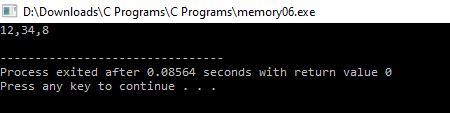 D:\Downloads\C Programs\C Programs\memory06.exe
12,34,8
--------------------------------
Process exited after 0.08564 seconds with return value 0
Press any key to continue . . .